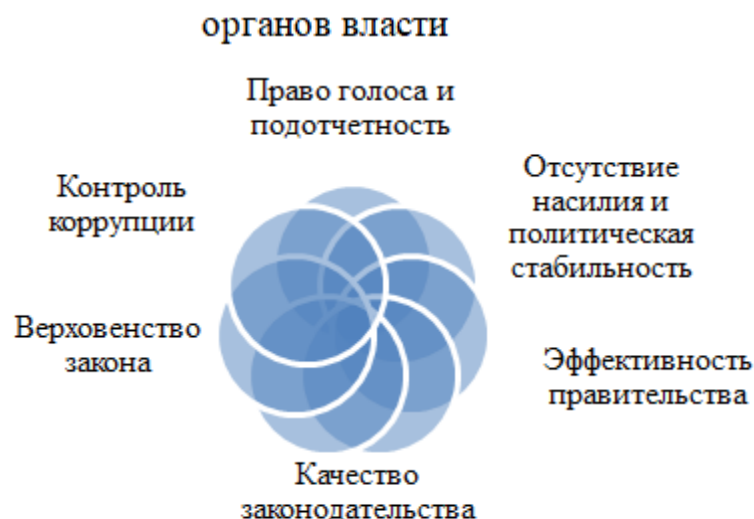 органов власти
Право голоса и
подотчетность
Отсутствие
насилия и
политическая
стабильность
Эффективность
правительства
Качество
законодательства
Верховенство
закона
Контроль
коррупции